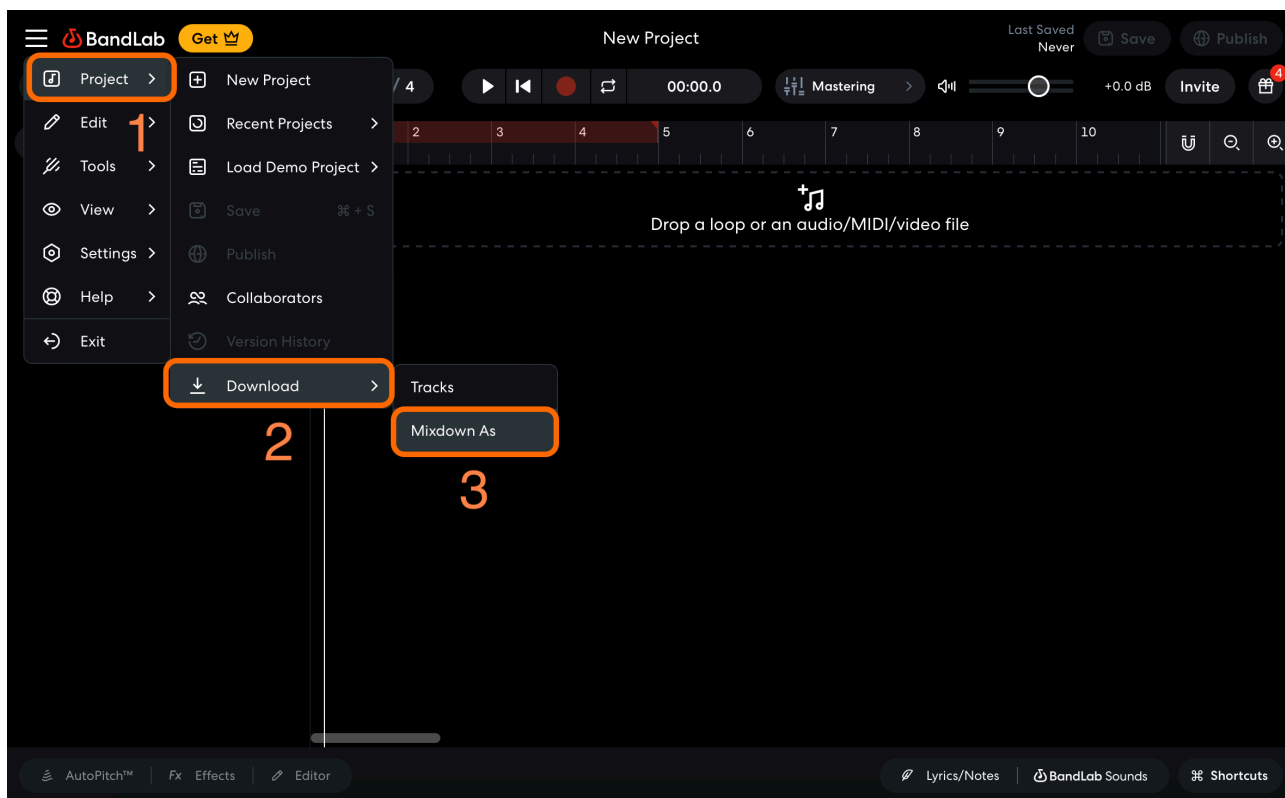 BandLab
Get
New Project
Last Saved
Never
Save
Publish
Project
New Project
/ 4
00:00.0
Mastering
+0.0 dB
Invite
4
Edit
1
Recent Projects
2
3
4
5
6
7
8
9
10
Tools
Load Demo Project
View
Save
⌘ + S
Drop a loop or an audio/MIDI/video file
Settings
Publish
Help
Collaborators
Exit
Version History
Download
Tracks
2
Mixdown As
3
AutoPitch™
Fx Effects
Editor
Lyrics/Notes
BandLab Sounds
⌘ Shortcuts